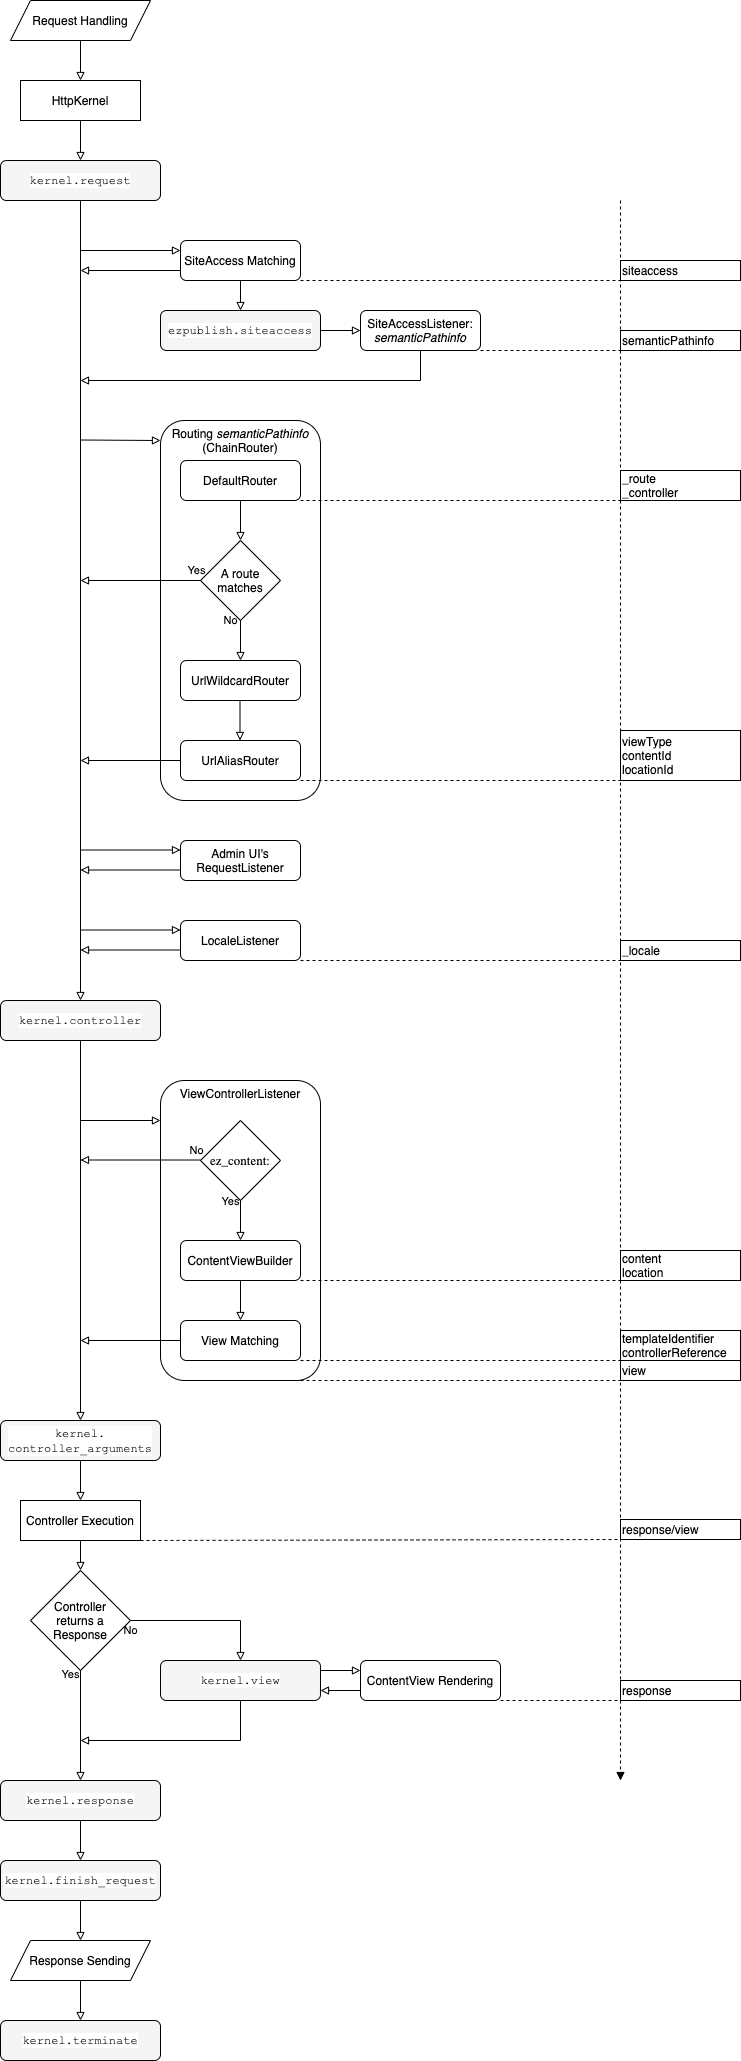 Request Handling
HttpKernel
kernel.request
SiteAccess Matching
siteaccess
ezpublish.siteaccess
SiteAccessListener:
semanticPathinfo
semanticPathinfo
Routing semanticPathinfo
(ChainRouter)
DefaultRouter
_route
_controller
Yes
A route
matches
No
UrlWildcardRouter
UrlAliasRouter
viewType
contentId
locationId
Admin UI's
RequestListener
LocaleListener
_locale
kernel.controller
ViewControllerListener
No
ez_content:
Yes
ContentViewBuilder
content
location
View Matching
templateIdentifier
controllerReference
view
kernel.
controller_arguments
Controller Execution
response/view
Controller
returns a
Response
No
Yes
kernel.view
ContentView Rendering
response
kernel.response
kernel.finish_request
Response Sending
kernel.terminate